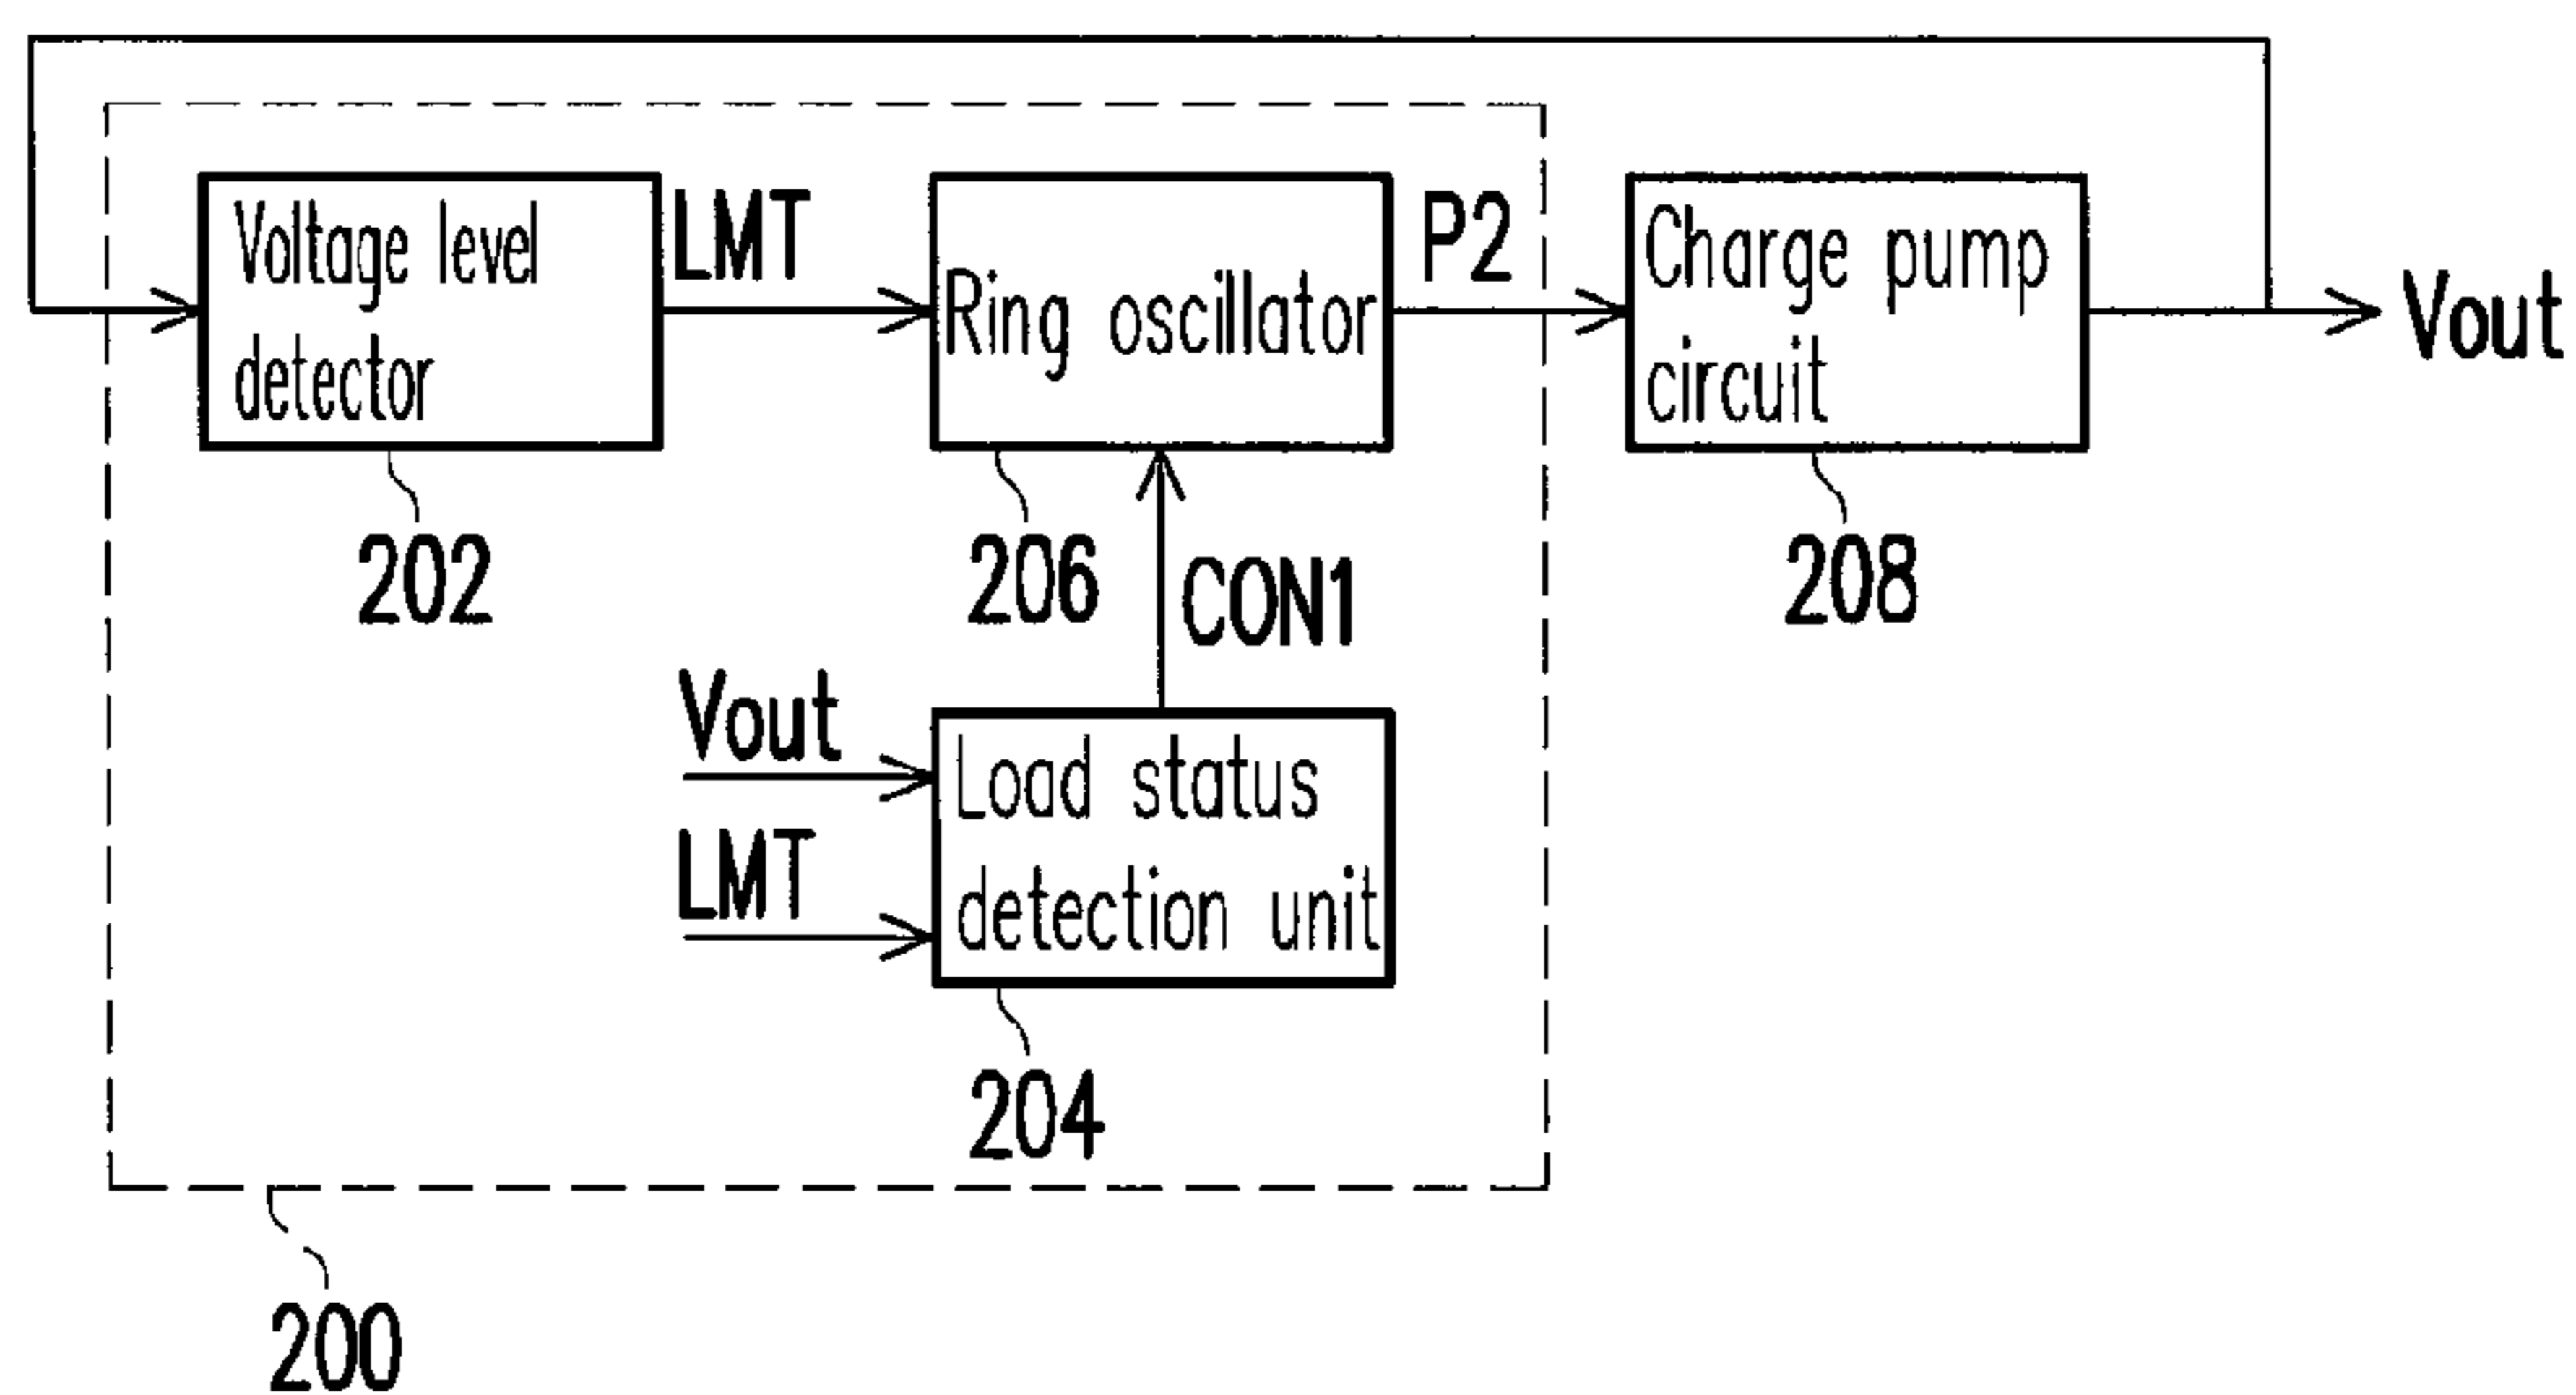 Voltage level
detector
LMT
Ring oscillator
P2
Charge pump
circuit
Vout
202
206
CON1
208
Vout
LMT
Load status
detection unit
204
200